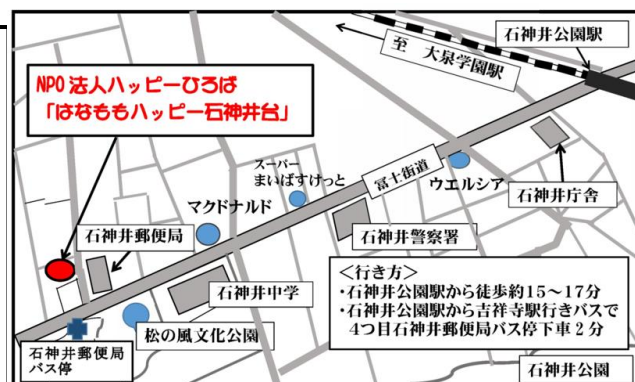 石神井公園駅
至 大泉学園駅
NPO法人ハッピーひろば
「はなももハッピー石神井台」
スーパー
まいばすけっと
冨士街道
ウエルシア
石神井庁舎
マクドナルド
石神井郵便局
石神井警察署
石神井中学
松の風文化公園
石神井郵便局
バス停
＜行き方＞
・石神井公園駅から徒歩約15～17分
・石神井公園駅から吉祥寺駅行きバスで
4つ目石神井郵便局バス停下車2分
石神井公園